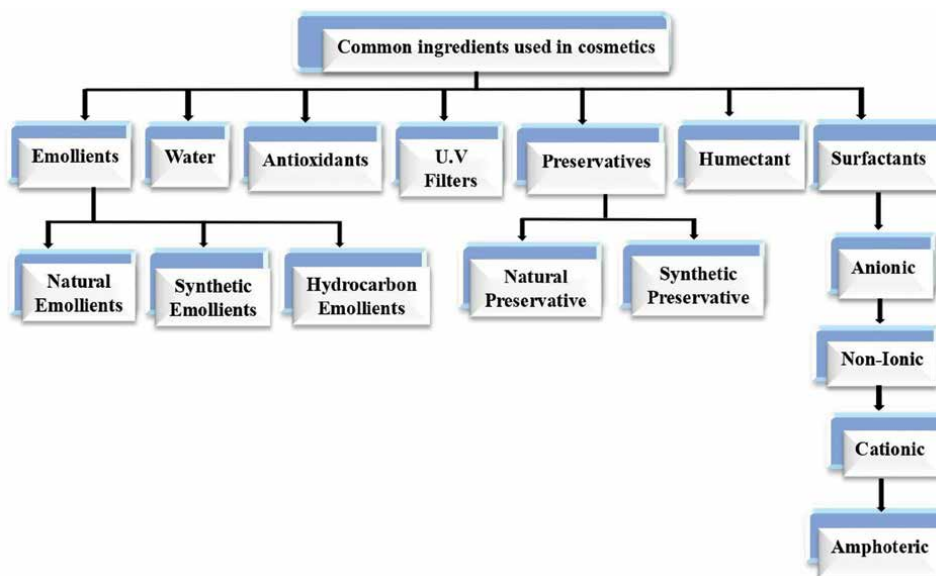 Common ingredients used in cosmetics
Emollients
Water
Antioxidants
U.V
Filters
Preservatives
Humectant
Surfactants
Natural
Emollients
Synthetic
Emollients
Hydrocarbon
Emollients
Natural
Preservative
Synthetic
Preservative
Anionic
Non-Ionic
Cationic
Amphoteric